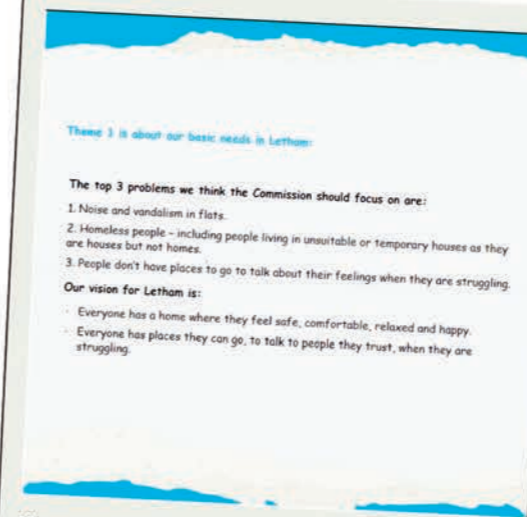 Theme 1 is about our basic needs in Letham:
The top 3 problems we think the Commission should focus on are:
1. Noise and vandalism in flats.
2. Homeless people - including people living in unsuitable or temporary houses as they
are houses but not homes.
3. People don't have places to go to talk about their feelings when they are struggling.
Our vision for Letham is:
· Everyone has a home where they feel safe, comfortable, relaxed and happy.
· Everyone has places they can go, to talk to people they trust, when they are
struggling.